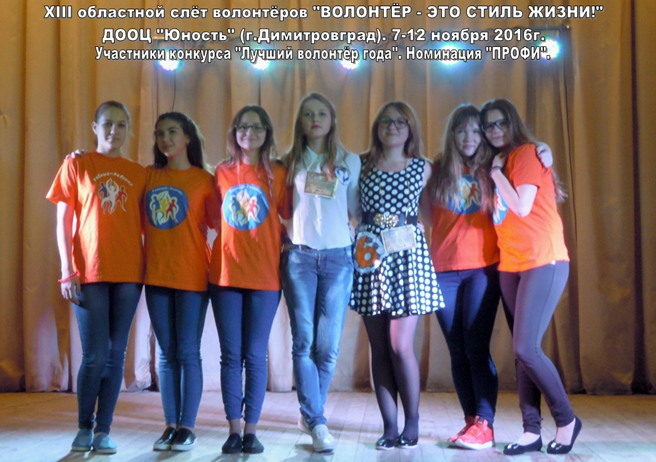 XIII областной слёт волонтёров "ВОЛОНТЁР - ЭТО СТИЛЬ ЖИЗНИ!"
ДООЦ "Юность" (г.Димитровград). 7-12 ноября 2016г.
Участники конкурса "Лучший волонтёр года". Номинация "ПРОФИ".
6